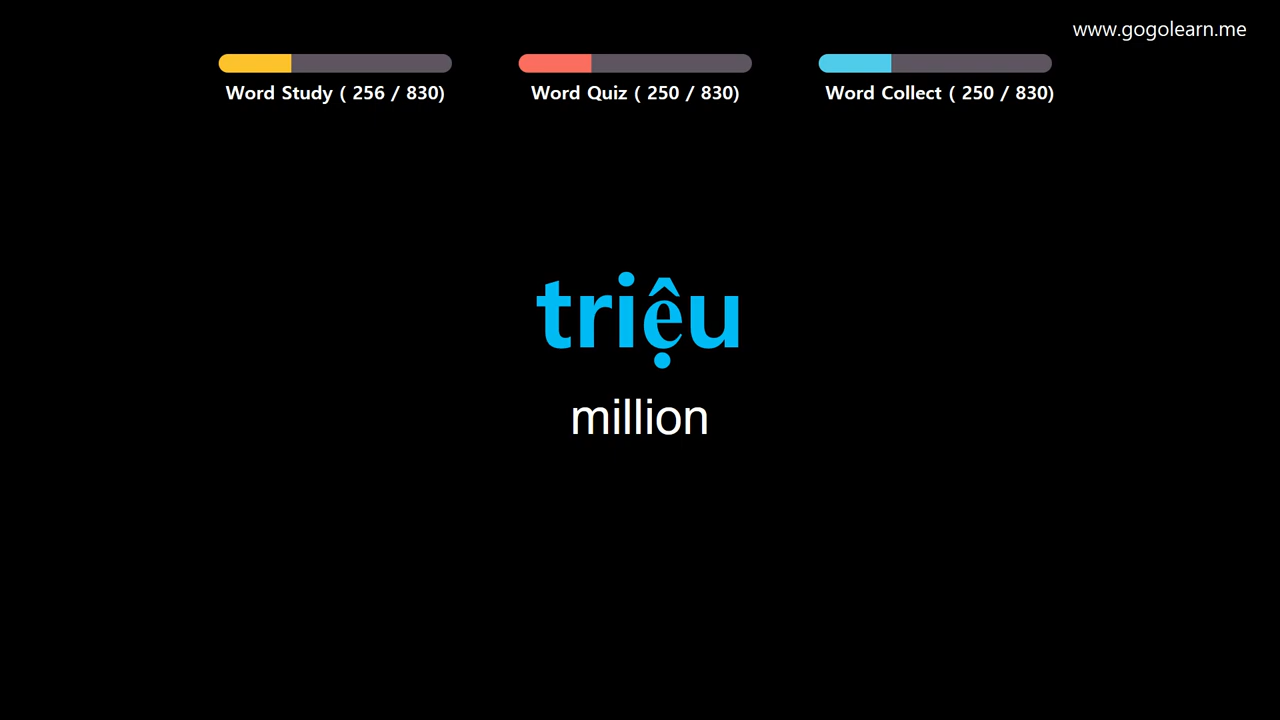 www.gogolearn.me
Word Study ( 256 / 830)
Word Quiz ( 250 / 830)
Word Collect ( 250 / 830)
triệu
million